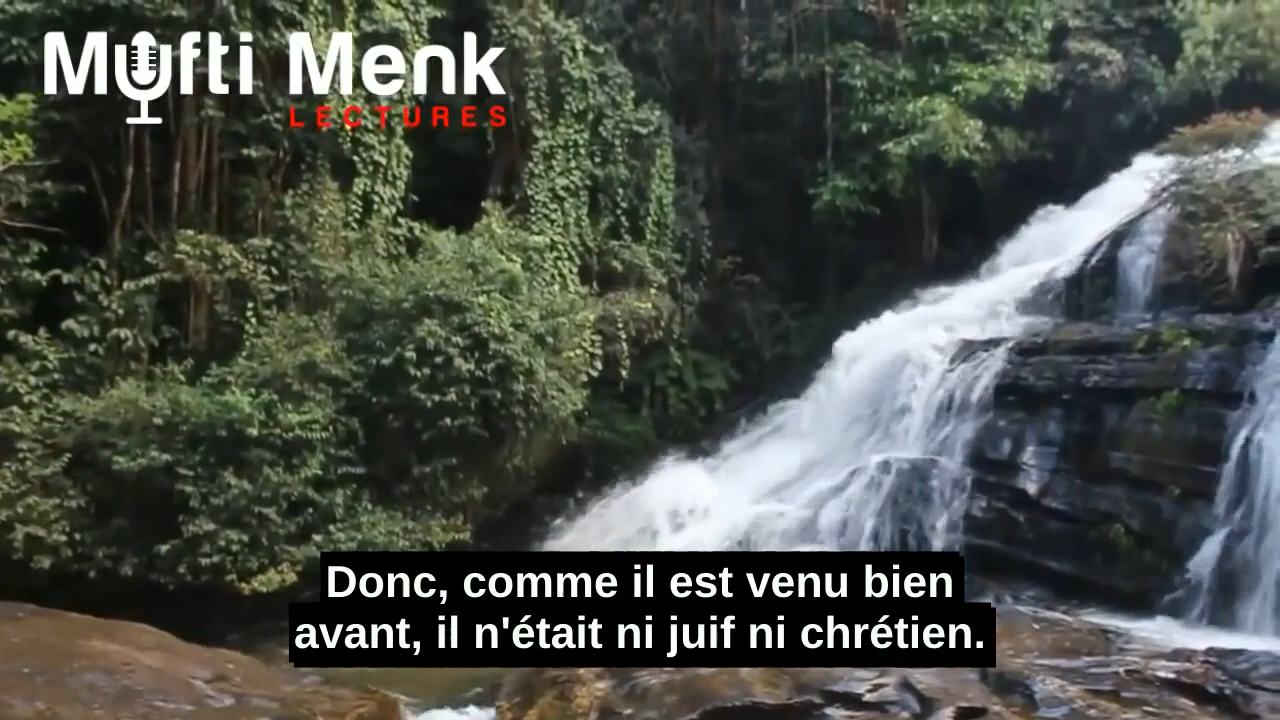 Mufti Menk
LECTURES
Donc, comme il est venu bien
avant, il n'était ni juif ni chrétien.